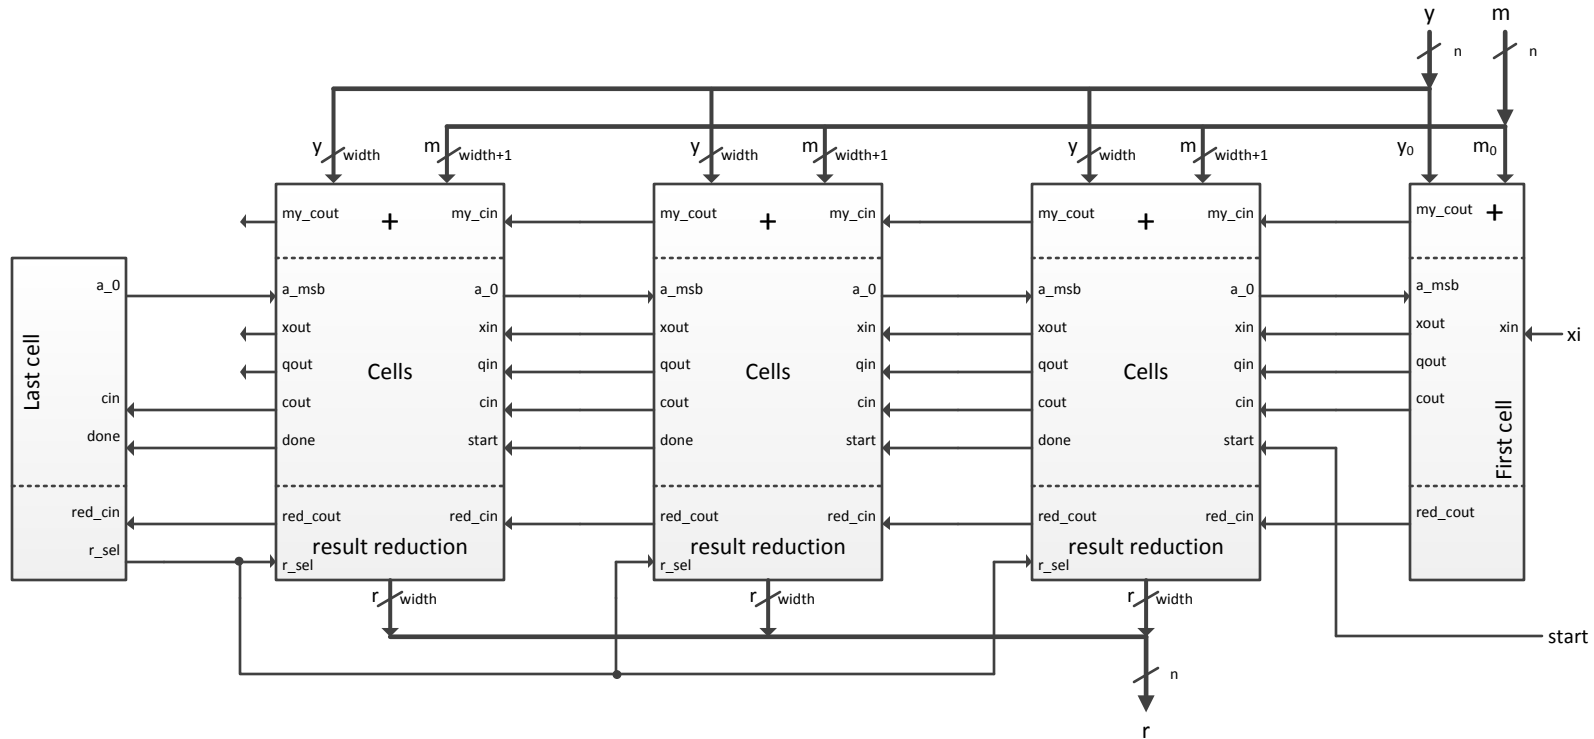 y m
n n
y width m width+1 y width m width+1 y width m width+1 y0 m0
my_cout + my_cin my_cout + my_cin my_cout + my_cin my_cout +
a_0 a_msb a_0 a_msb a_0 a_msb a_0 a_msb
xout xin xout xin xout xin xout xin xi
Last cell qout Cells qin qout Cells qin qout Cells qin qout
cin cout cin cout cin cout cin cout First cell
done done start done start done start
red_cin red_cout red_cin red_cout red_cin red_cout red_cin red_cout
r_sel result reduction result reduction result reduction
r_sel r_sel r_sel
r width r width r width
start
n
r